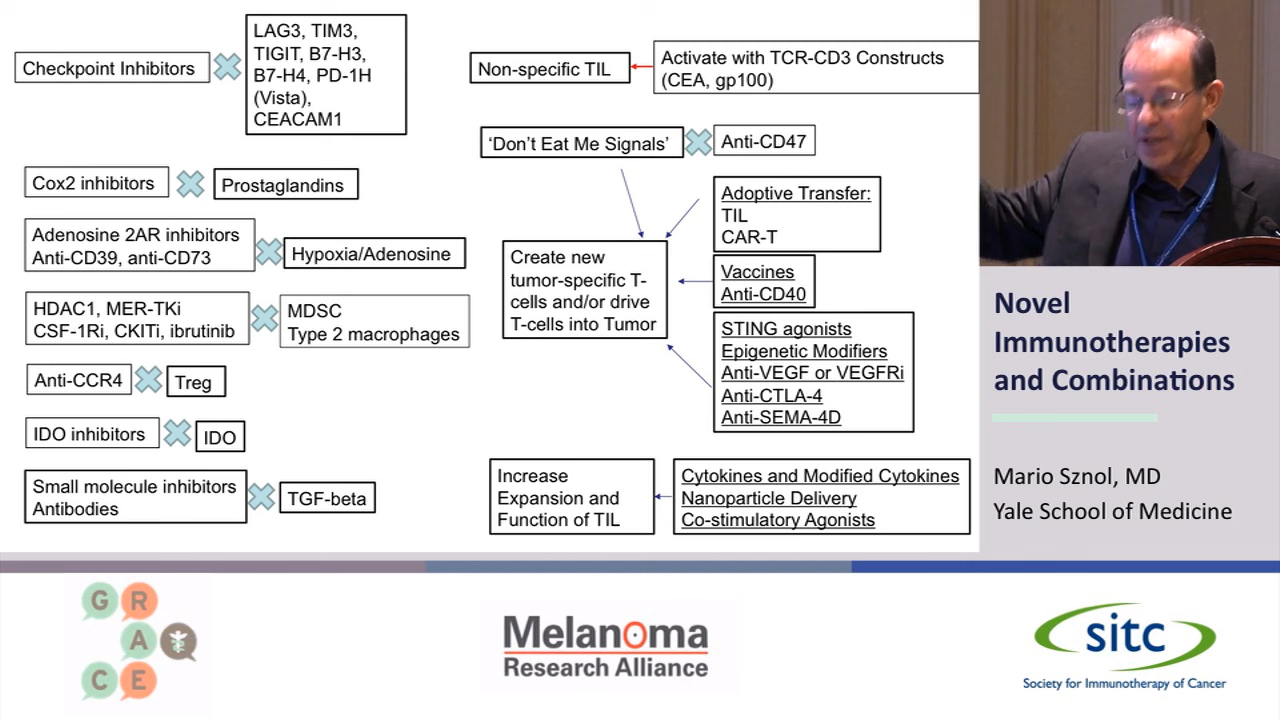 Checkpoint Inhibitors
LAG3, TIM3,
TIGIT, B7-H3,
B7-H4, PD-1H
(Vista),
CEACAM1
Cox2 inhibitors
Prostaglandins
Adenosine 2AR inhibitors
Anti-CD39, anti-CD73
Hypoxia/Adenosine
HDAC1, MER-TKi
CSF-1Ri, CKITi, ibrutinib
MDSC
Type 2 macrophages
Anti-CCR4
Treg
IDO inhibitors
IDO
Small molecule inhibitors
Antibodies
TGF-beta
Non-specific TIL
Activate with TCR-CD3 Constructs
(CEA, gp100)
‘Don’t Eat Me Signals’
Anti-CD47
Adoptive Transfer:
TIL
CAR-T
Create new
tumor-specific T-
cells and/or drive
T-cells into Tumor
Vaccines
Anti-CD40
STING agonists
Epigenetic Modifiers
Anti-VEGF or VEGFRi
Anti-CTLA-4
Anti-SEMA-4D
Increase
Expansion and
Function of TIL
Cytokines and Modified Cytokines
Nanoparticle Delivery
Co-stimulatory Agonists
Novel
Immunotherapies
and Combinations
Mario Sznol, MD
Yale School of Medicine
GRACE
Melanoma
Research Alliance
sitc
Society for Immunotherapy of Cancer